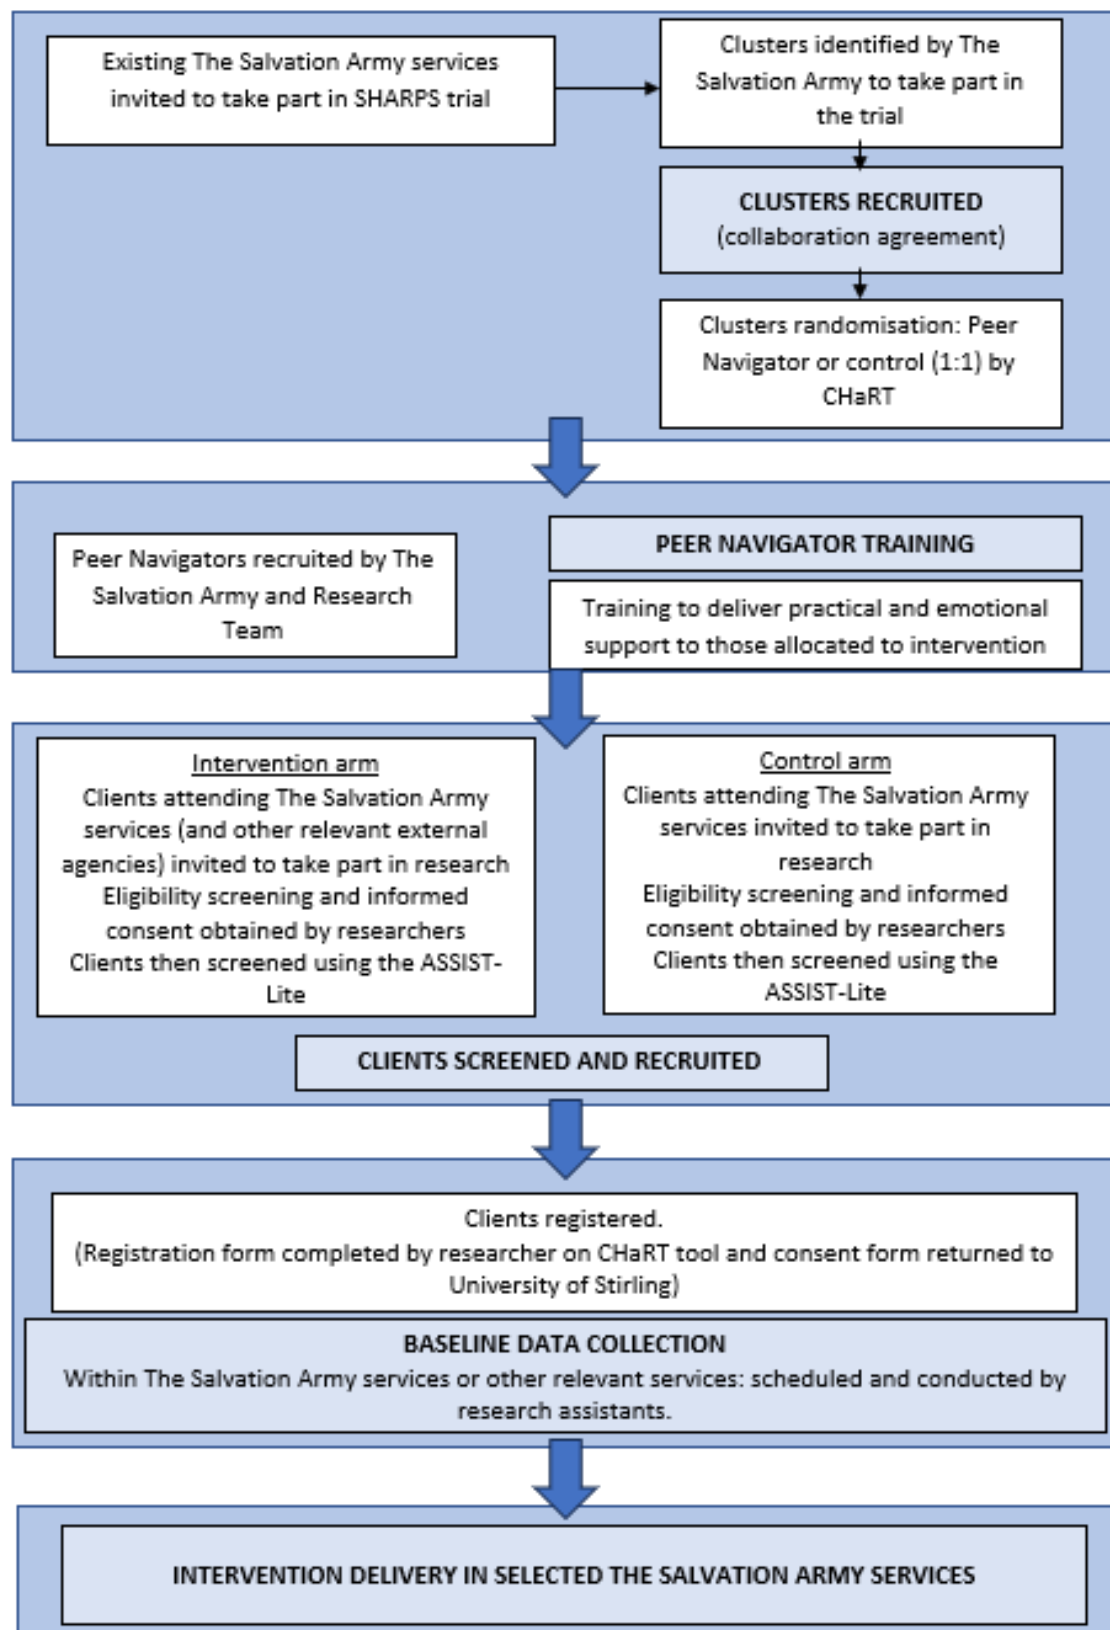 Existing The Salvation Army services
invited to take part in SHARPS trial
Clusters identified by The
Salvation Army to take part in
the trial
CLUSTERS RECRUITED
(collaboration agreement)
Clusters randomisation: Peer
Navigator or control (1:1) by
CHaRT
Peer Navigators recruited by The
Salvation Army and Research
Team
PEER NAVIGATOR TRAINING
Training to deliver practical and emotional
support to those allocated to intervention
Intervention arm
Clients attending The Salvation Army
services (and other relevant external
agencies) invited to take part in research
Eligibility screening and informed
consent obtained by researchers
Clients then screened using the ASSIST-
Lite
Control arm
Clients attending The Salvation Army
services invited to take part in
research
Eligibility screening and informed
consent obtained by researchers
Clients then screened using the
ASSIST-Lite
CLIENTS SCREENED AND RECRUITED
Clients registered.
(Registration form completed by researcher on CHaRT tool and consent form returned to
University of Stirling)
BASELINE DATA COLLECTION
Within The Salvation Army services or other relevant services: scheduled and conducted by
research assistants.
INTERVENTION DELIVERY IN SELECTED THE SALVATION ARMY SERVICES